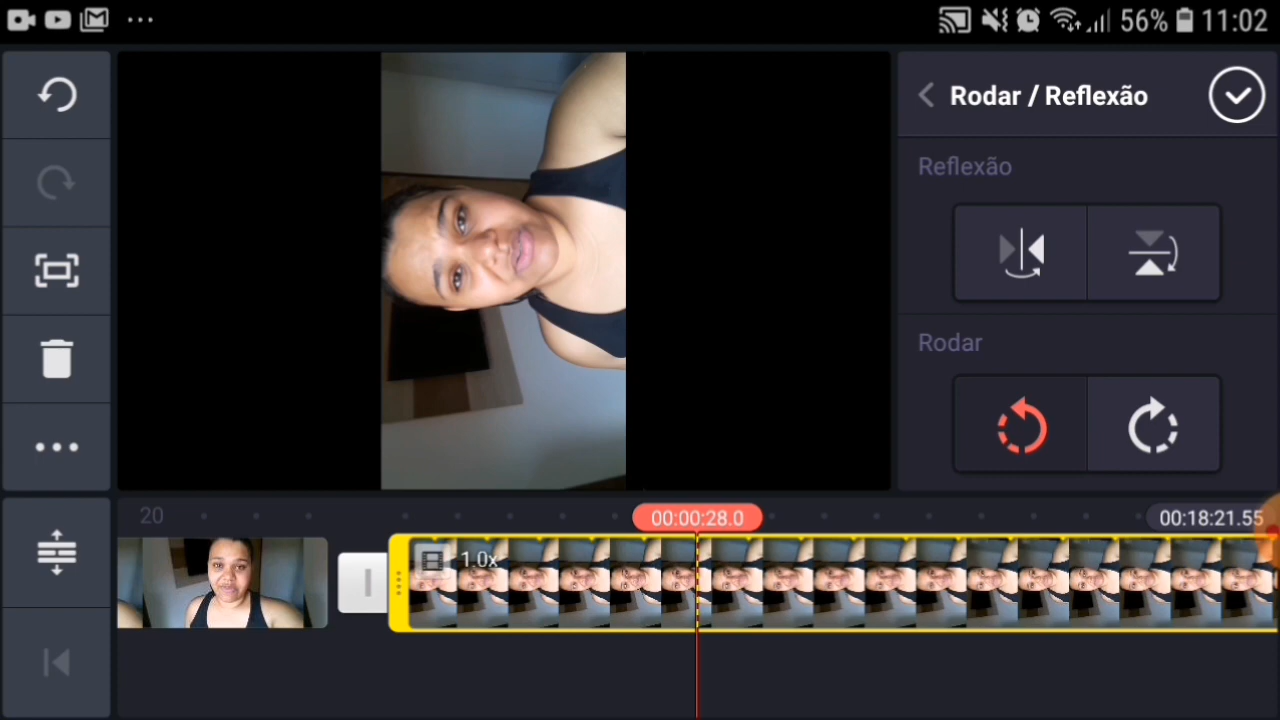 56% 11:02
Rodar / Reflexão
Reflexão
Rodar
20
00:00:28.0
00:18:21.55
1.0x